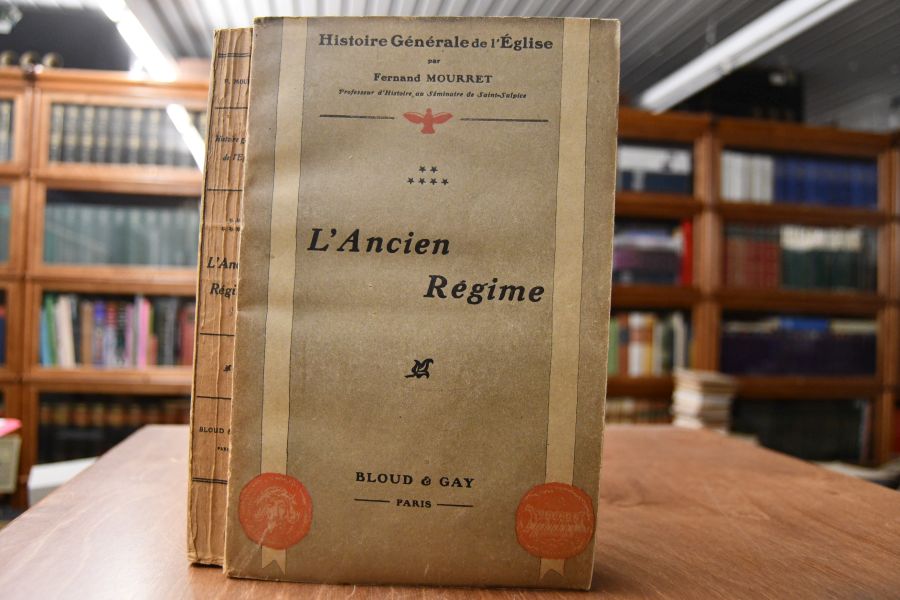 Histoire Générale de l'Église
par
Fernand MOURRET
Professeur d'Histoire au Séminaire de Saint-Sulpice
L'Ancien
Régime
BLOUD & GAY
PARIS